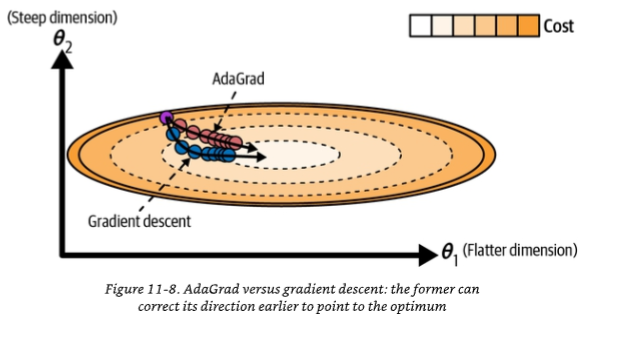 (Steep dimension)
θ2
Cost
AdaGrad
Gradient descent
θ1 (Flatter dimension)
Figure 11-8. AdaGrad versus gradient descent: the former can
correct its direction earlier to point to the optimum